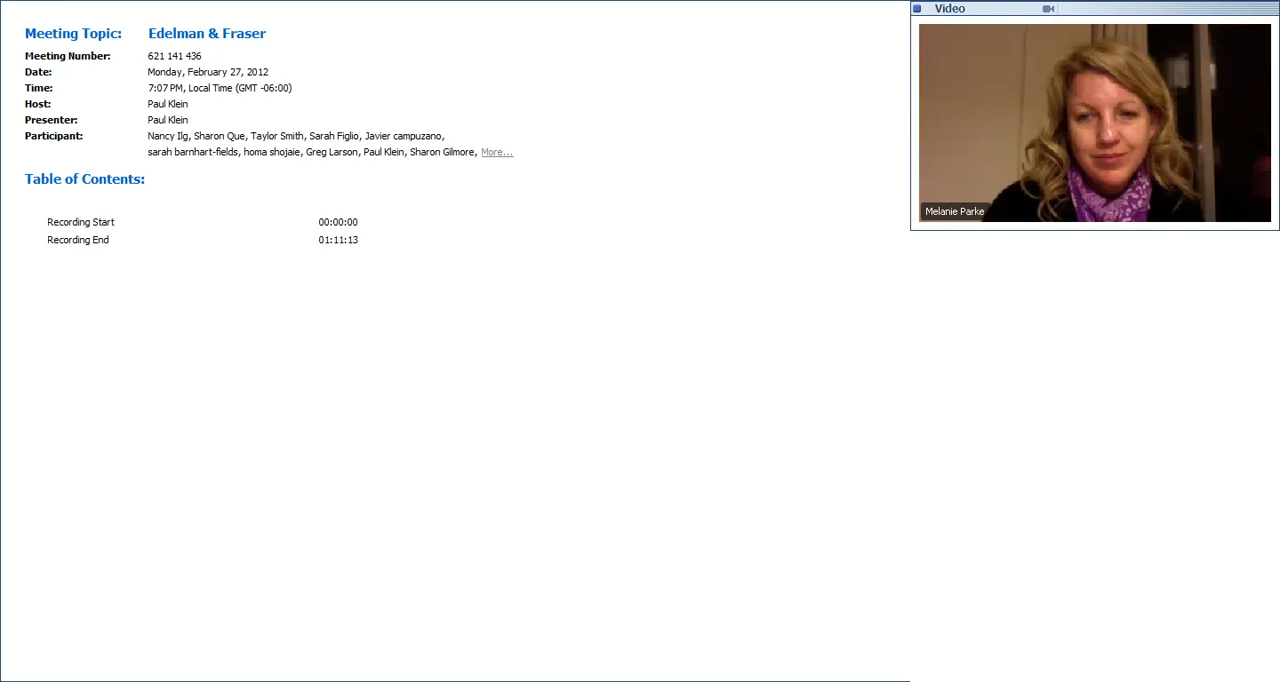 Meeting Topic: Edelman & Fraser
Meeting Number: 621 141 436
Date: Monday, February 27, 2012
Time: 7:07 PM, Local Time (GMT -06:00)
Host: Paul Klein
Presenter: Paul Klein
Participant: Nancy Ilg, Sharon Que, Taylor Smith, Sarah Figlio, Javier campuzano,
sarah barnhart-fields, homa shojaie, Greg Larson, Paul Klein, Sharon Gilmore, More...
Table of Contents:
Recording Start 00:00:00
Recording End 01:11:13
Video
Melanie Parke